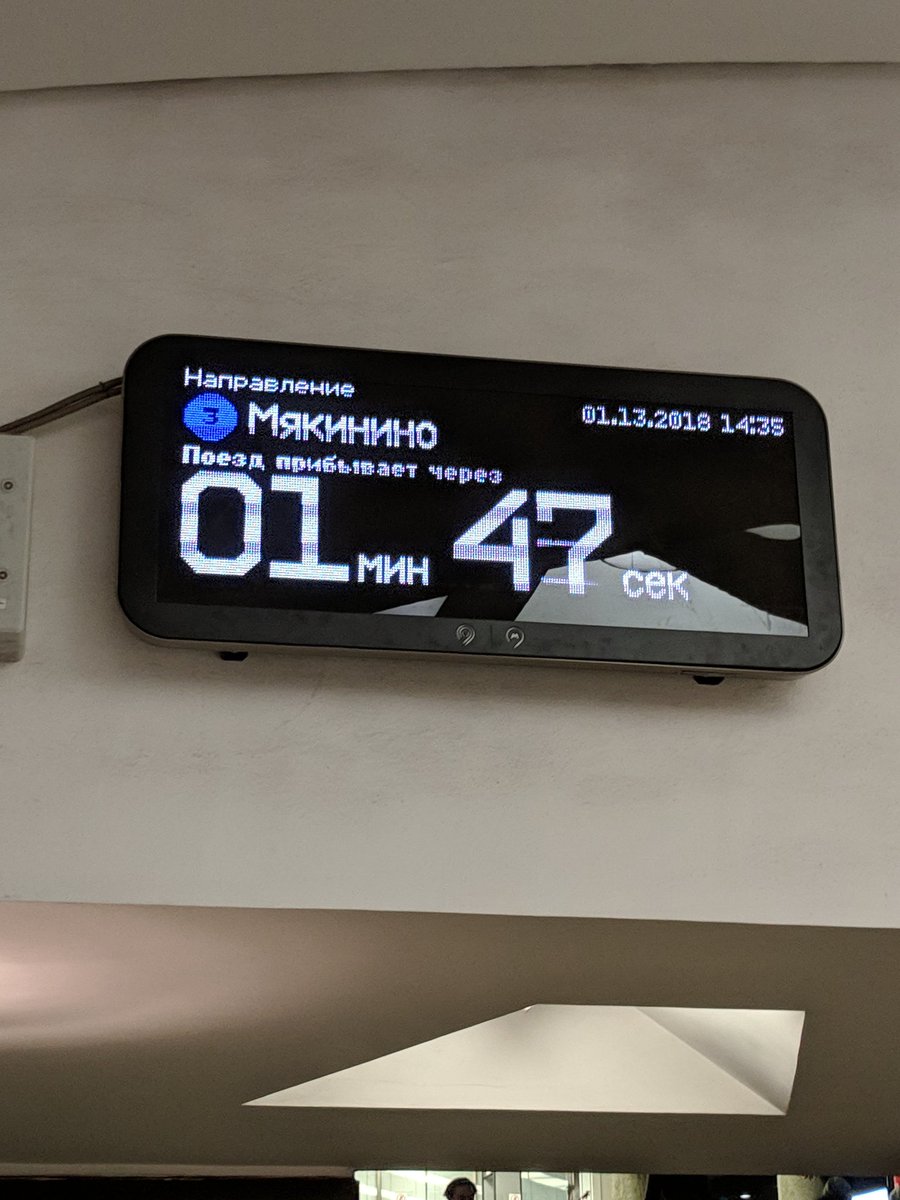 Направление
3 Мякинино 01.13.2018 14:35
Поезд прибывает через
01 мин 47 сек